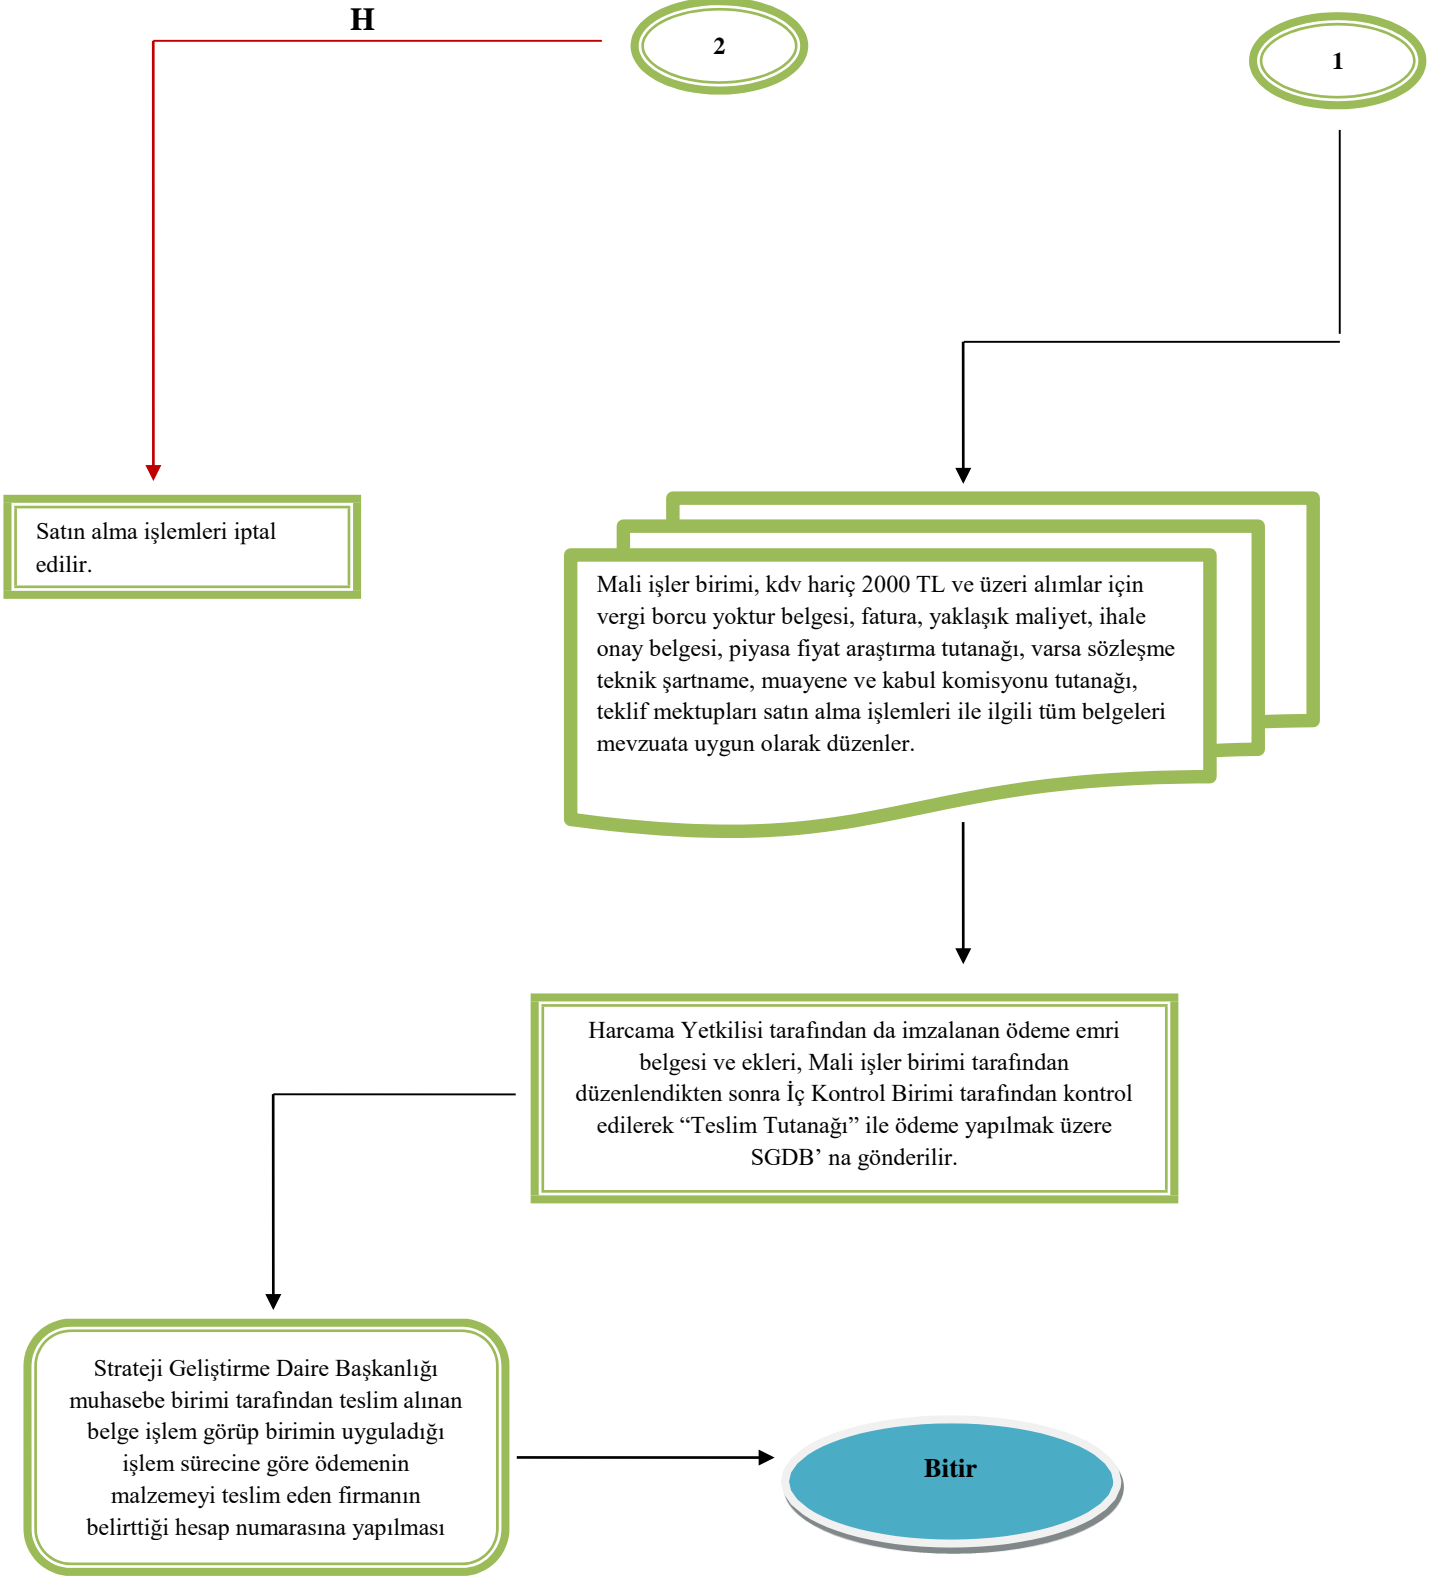 H
2
1
Satın alma işlemleri iptal
edilir.
Mali işler birimi, kdv hariç 2000 TL ve üzeri alımlar için
vergi borcu yoktur belgesi, fatura, yaklaşık maliyet, ihale
onay belgesi, piyasa fiyat araştırma tutanağı, varsa sözleşme
teknik şartname, muayene ve kabul komisyonu tutanağı,
teklif mektupları satın alma işlemleri ile ilgili tüm belgeleri
mevzuata uygun olarak düzenler.
Harcama Yetkilisi tarafından da imzalanan ödeme emri
belgesi ve ekleri, Mali işler birimi tarafından
düzenlendikten sonra İç Kontrol Birimi tarafından kontrol
edilerek “Teslim Tutanağı” ile ödeme yapılmak üzere
SGDB’ na gönderilir.
Strateji Geliştirme Daire Başkanlığı
muhasebe birimi tarafından teslim alınan
belge işlem görüp birimin uyguladığı
işlem sürecine göre ödemenin
malzemeyi teslim eden firmanın
belirttiği hesap numarasına yapılması
Bitir